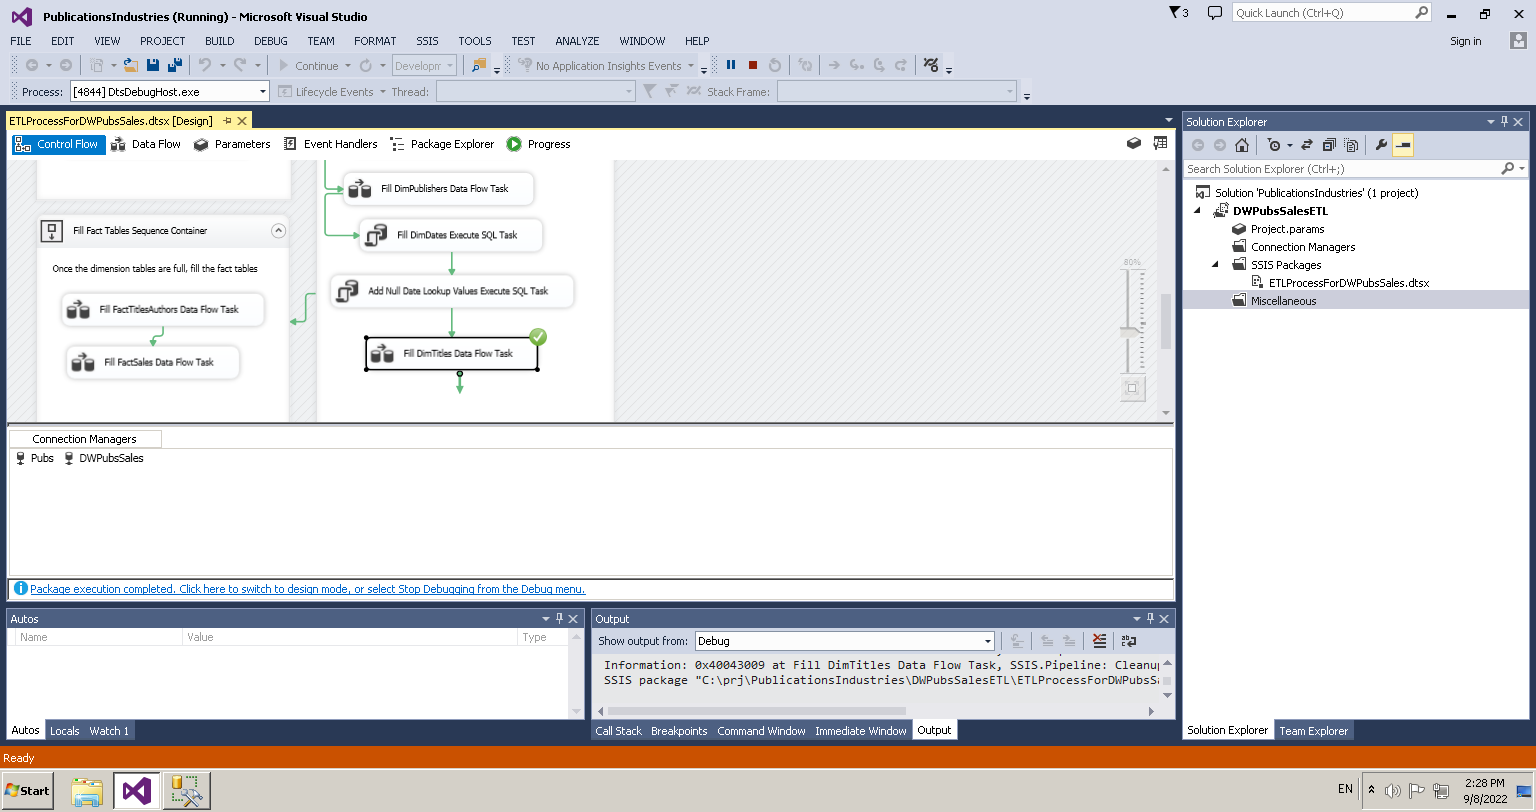 PublicationsIndustries (Running) - Microsoft Visual Studio
3
Quick Launch (Ctrl+Q)
FILE EDIT VIEW PROJECT BUILD DEBUG TEAM FORMAT SSIS TOOLS TEST ANALYZE WINDOW HELP
Sign in
Continue
Developm
No Application Insights Events
Process: [4844] DtsDebugHost.exe
Lifecycle Events
Thread:
Stack Frame:
ETLProcessForDWPubsSales.dtsx [Design]
Control Flow
Data Flow
Parameters
Event Handlers
Package Explorer
Progress
Fill DimPublishers Data Flow Task
Fill DimDates Execute SQL Task
Add Null Date Lookup Values Execute SQL Task
Fill DimTitles Data Flow Task
Fill Fact Tables Sequence Container
Once the dimension tables are full, fill the fact tables
Fill FactTitlesAuthors Data Flow Task
Fill FactSales Data Flow Task
80%
Connection Managers
Pubs
DWPubsSales
Package execution completed. Click here to switch to design mode, or select Stop Debugging from the Debug menu.
Autos
Name Value Type
Autos Locals Watch 1
Output
Show output from: Debug
Information: 0x40043009 at Fill DimTitles Data Flow Task, SSIS.Pipeline: Cleanup
SSIS package "C:\prj\PublicationsIndustries\DWPubsSalesETL\ETLProcessForDWPubsSa
Call Stack Breakpoints Command Window Immediate Window Output
Solution Explorer
Search Solution Explorer (Ctrl+;)
Solution 'PublicationsIndustries' (1 project)
DWPubsSalesETL
Project.params
Connection Managers
SSIS Packages
ETLProcessForDWPubsSales.dtsx
Miscellaneous
Solution Explorer Team Explorer
Ready
Start
EN
2:28 PM
9/8/2022